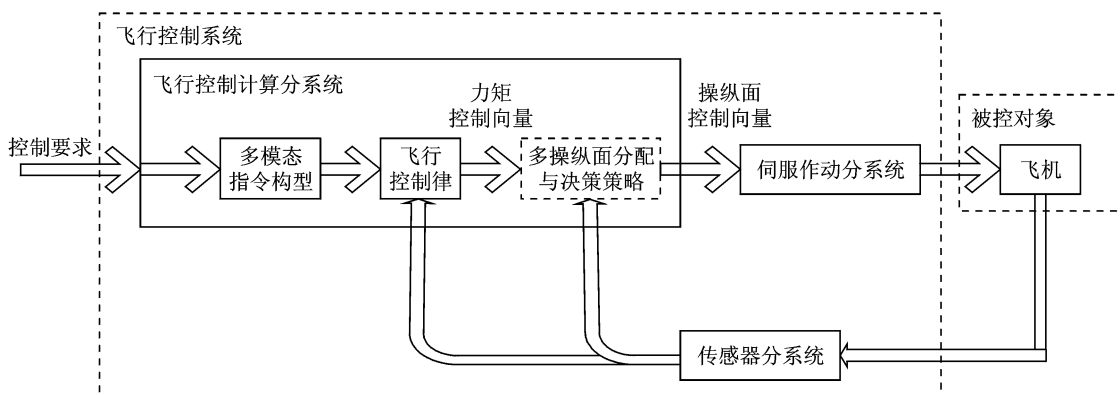 飞行控制系统
飞行控制计算分系统
控制要求
多模态
指令构型
飞行
控制律
力矩
控制向量
多操纵面分配
与决策策略
操纵面
控制向量
伺服作动分系统
被控对象
飞机
传感器分系统